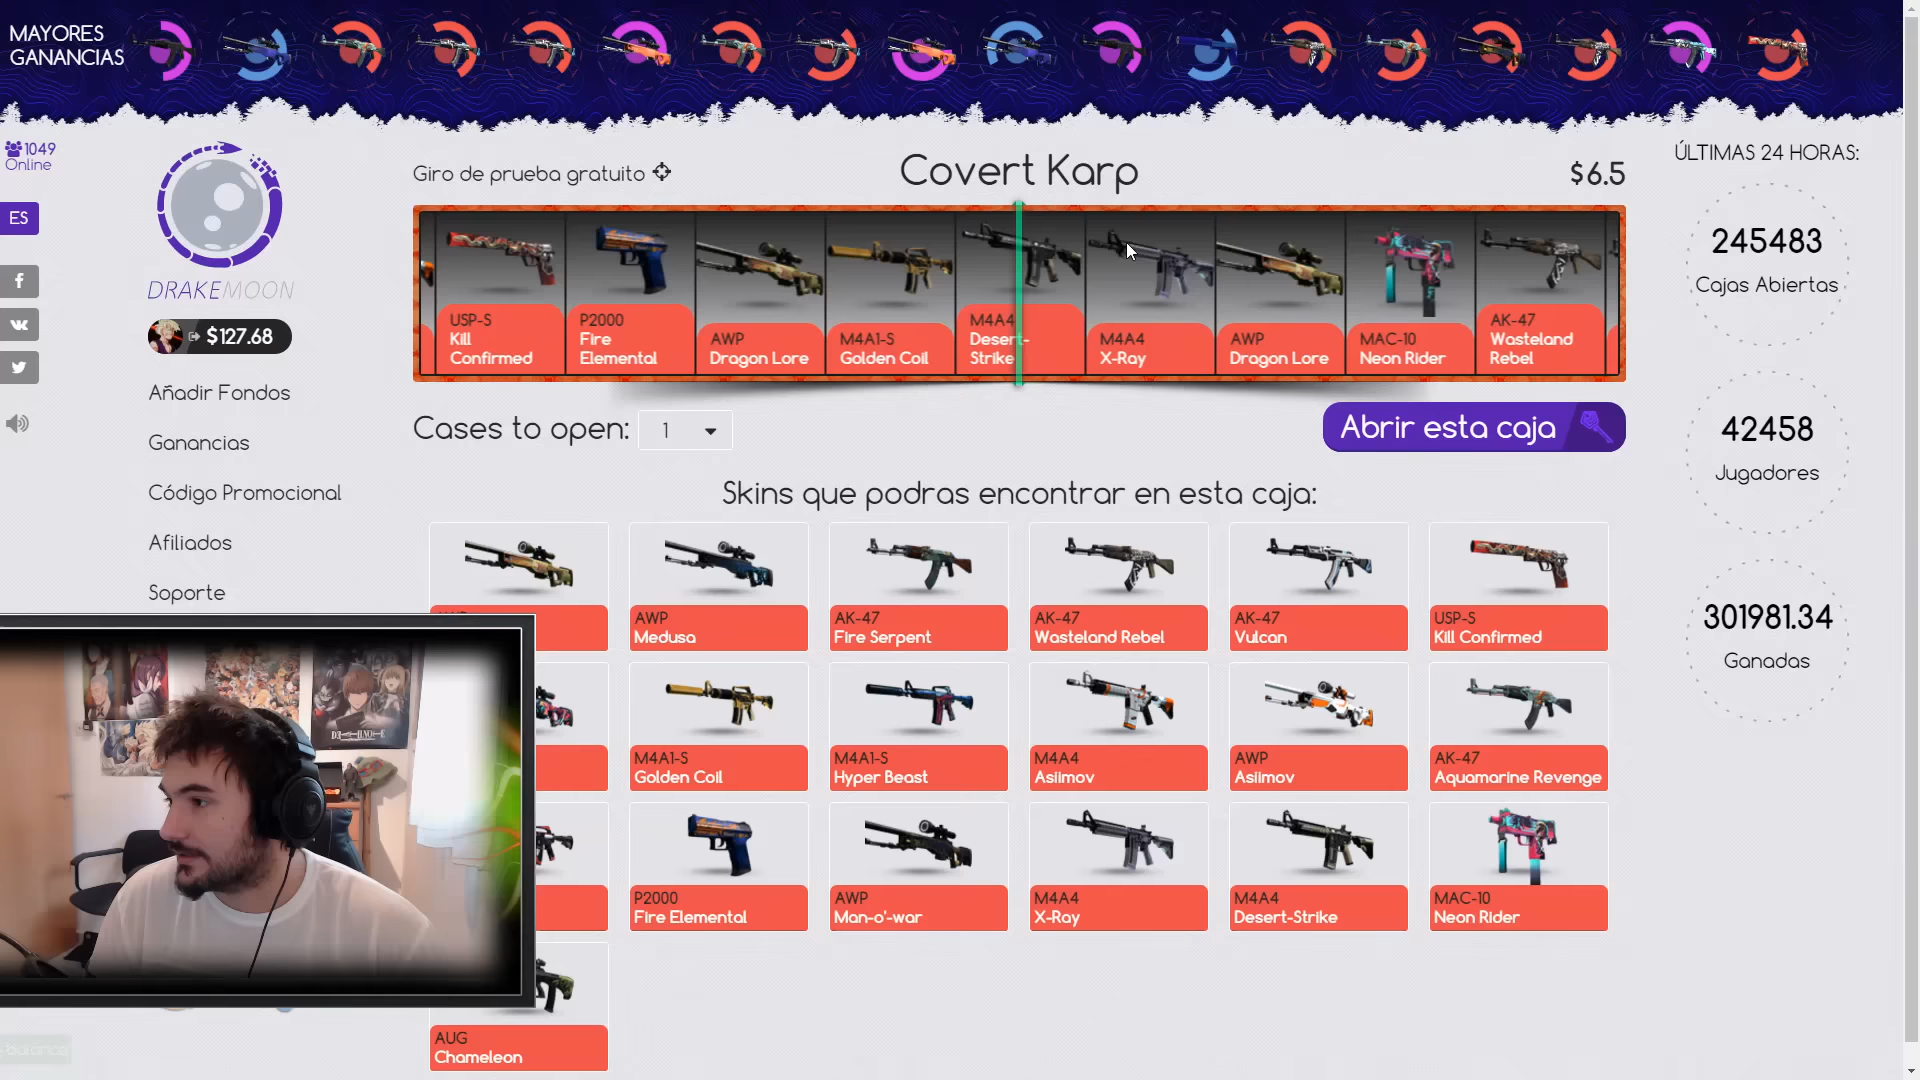 MAYORES
GANANCIAS
1049
Online
ES
DRAKEMOON
$127.68
Añadir Fondos
Ganancias
Código Promocional
Afiliados
Soporte
Giro de prueba gratuito
Covert Karp
$6.5
USP-S
Kill
Confirmed
P2000
Fire
Elemental
AWP
Dragon Lore
M4A1-S
Golden Coil
M4A4
Desert-
Strike
M4A4
X-Ray
AWP
Dragon Lore
MAC-10
Neon Rider
AK-47
Wasteland
Rebel
Cases to open:
1
Abrir esta caja
Skins que podras encontrar en esta caja:
AWP
Medusa
AK-47
Fire Serpent
AK-47
Wasteland Rebel
AK-47
Vulcan
USP-S
Kill Confirmed
M4A1-S
Golden Coil
M4A1-S
Hyper Beast
M4A4
Asiimov
AWP
Asiimov
AK-47
Aquamarine Revenge
P2000
Fire Elemental
AWP
Man-o'-war
M4A4
X-Ray
M4A4
Desert-Strike
MAC-10
Neon Rider
AUG
Chameleon
ÚLTIMAS 24 HORAS:
245483
Cajas Abiertas
42458
Jugadores
301981.34
Ganadas